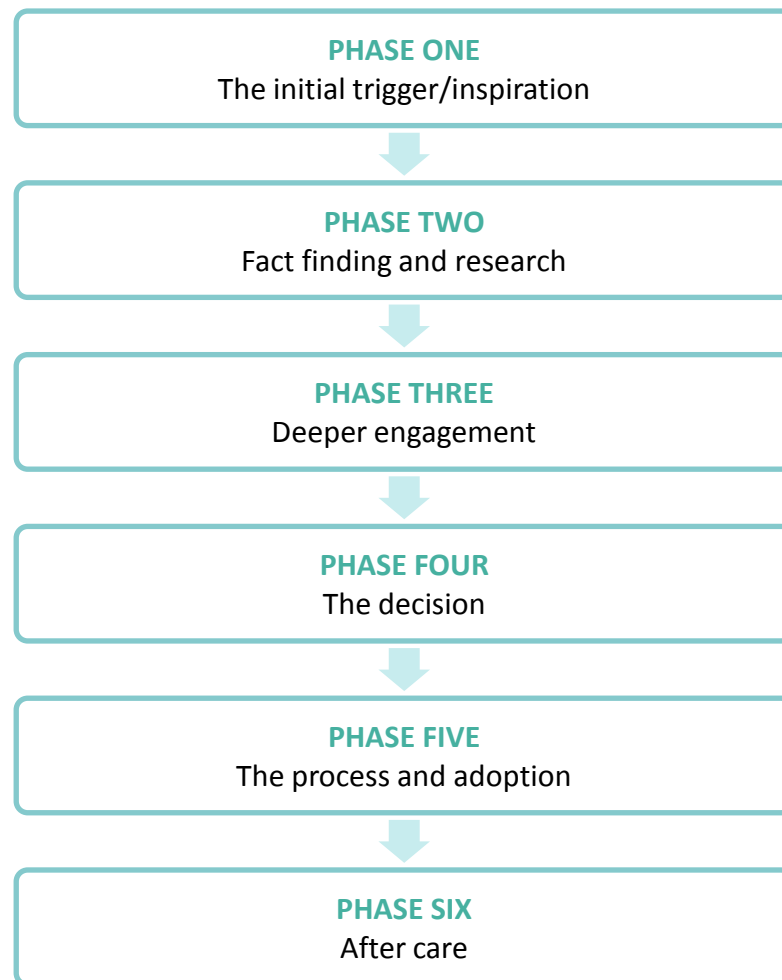 PHASE ONE
The initial trigger/inspiration
PHASE TWO
Fact finding and research
PHASE THREE
Deeper engagement
PHASE FOUR
The decision
PHASE FIVE
The process and adoption
PHASE SIX
After care